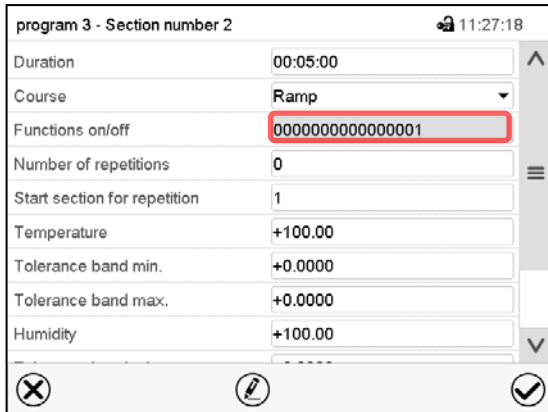 program 3 - Section number 2 11:27:18
Duration 00:05:00
Course Ramp
Functions on/off 0000000000000001
Number of repetitions 0
Start section for repetition 1
Temperature +100.00
Tolerance band min. +0.0000
Tolerance band max. +0.0000
Humidity +100.00